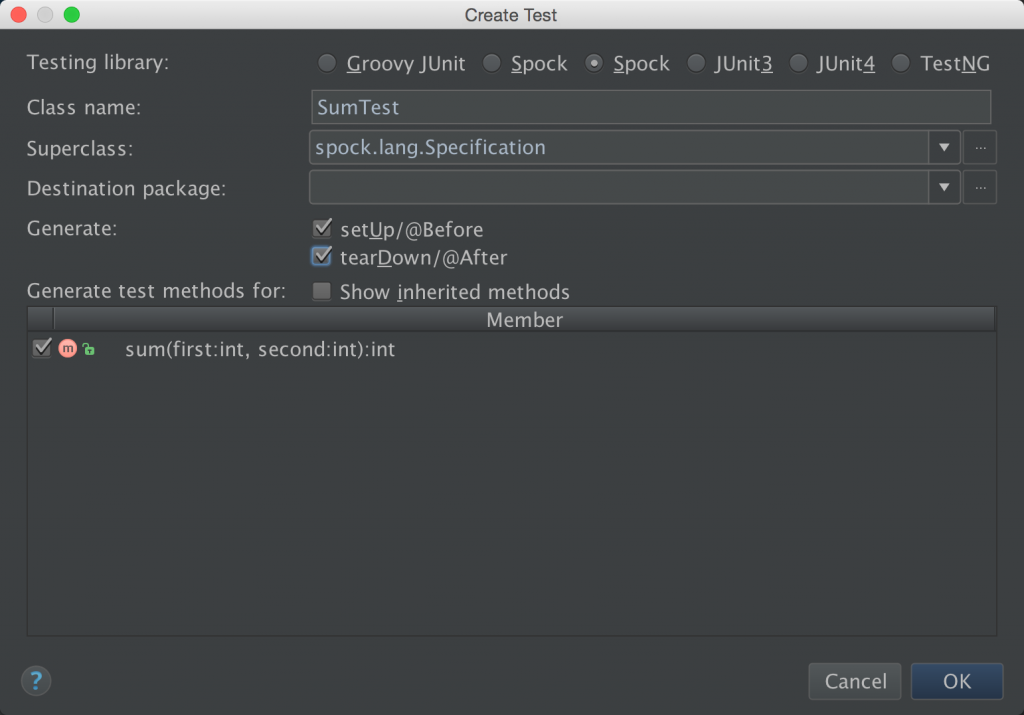 Create Test
Testing library: Groovy JUnit Spock Spock JUnit3 JUnit4 TestNG
Class name: SumTest
Superclass: spock.lang.Specification ...
Destination package: ...
Generate: setUp/@Before
tearDown/@After
Generate test methods for: Show inherited methods
Member
m sum(first:int, second:int):int
? Cancel OK